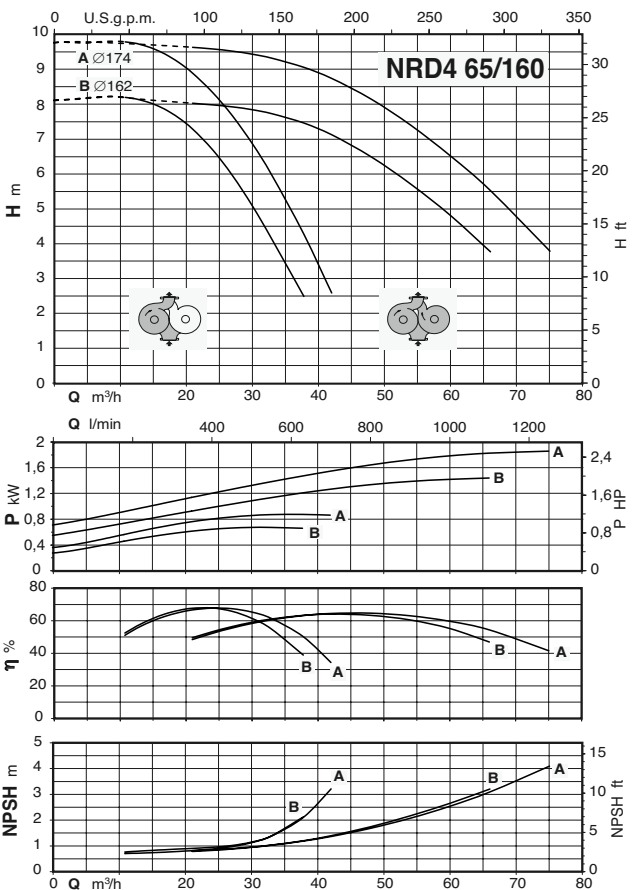 0 U.S.g.p.m. 50 100 150 200 250 300 350
NRD4 65/160
A Ø174
B Ø162
H m
10
9
8
7
6
5
4
3
2
1
0
H ft
30
25
20
15
10
5
0
Q m³/h 20 30 40 50 60 70 80
Q l/min 400 600 800 1000 1200
P kW
2
1,6
1,2
0,8
0,4
0
P HP
2,4
1,6
0,8
0
A
B
A
B
η %
80
60
40
20
0
B
A
B
A
NPSH m
5
4
3
2
1
0
NPSH ft
15
10
5
0
B
A
B
A
0 Q m³/h 20 30 40 50 60 70 80